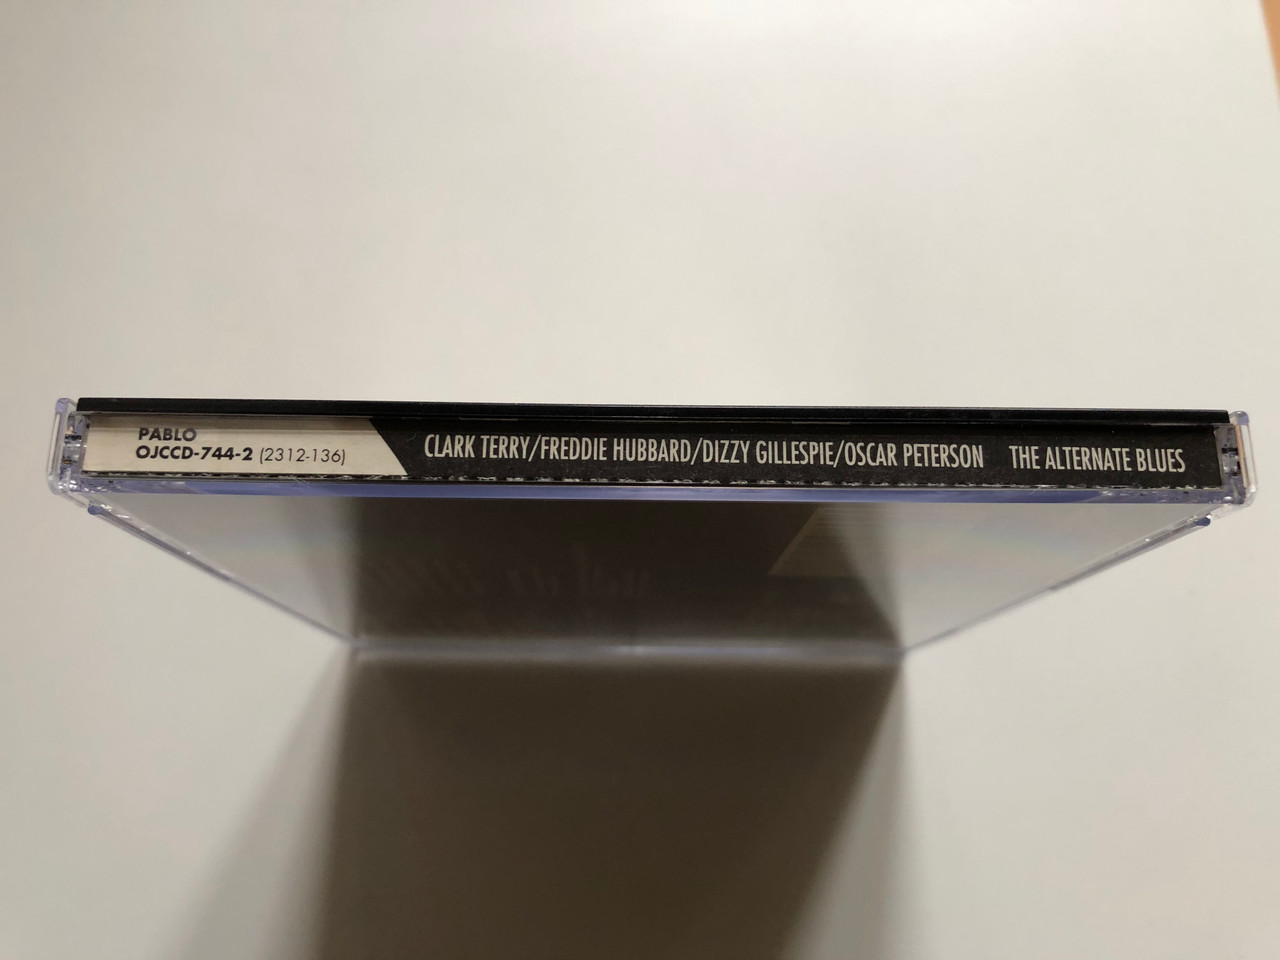 PABLO
OJCCD-744-2 (2312-136)
CLARK TERRY/FREDDIE HUBBARD/DIZZY GILLESPIE/OSCAR PETERSON THE ALTERNATE BLUES